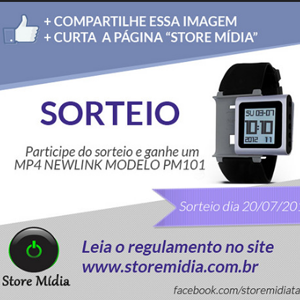 + COMPARTILHE ESSA IMAGEM
+ CURTA A PÁGINA “STORE MÍDIA”
SORTEIO
Participe do sorteio e ganhe um
MP4 NEWLINK MODELO PM101
Sorteio dia 20/07/20
Leia o regulamento no site
www.storemidia.com.br
Store Mídia
facebook.com/storemidiata